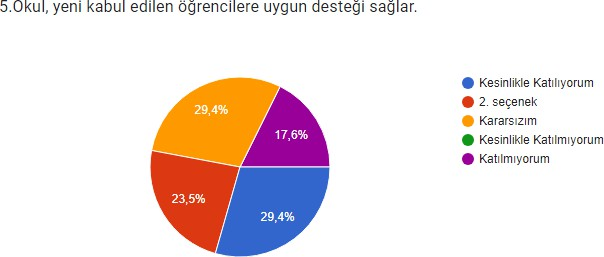 5.Okul, yeni kabul edilen öğrencilere uygun desteği sağlar.
29,4%
17,6%
23,5%
29,4%
Kesinlikle Katılıyorum
2. seçenek
Kararsızım
Kesinlikle Katılmıyorum
Katılmıyorum